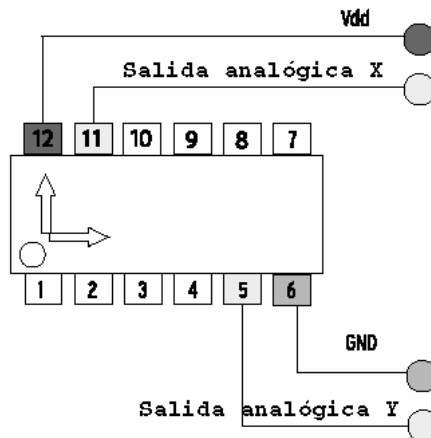 Vdd
Salida analógica X
12 11 10 9 8 7
1 2 3 4 5 6
GND
Salida analógica Y